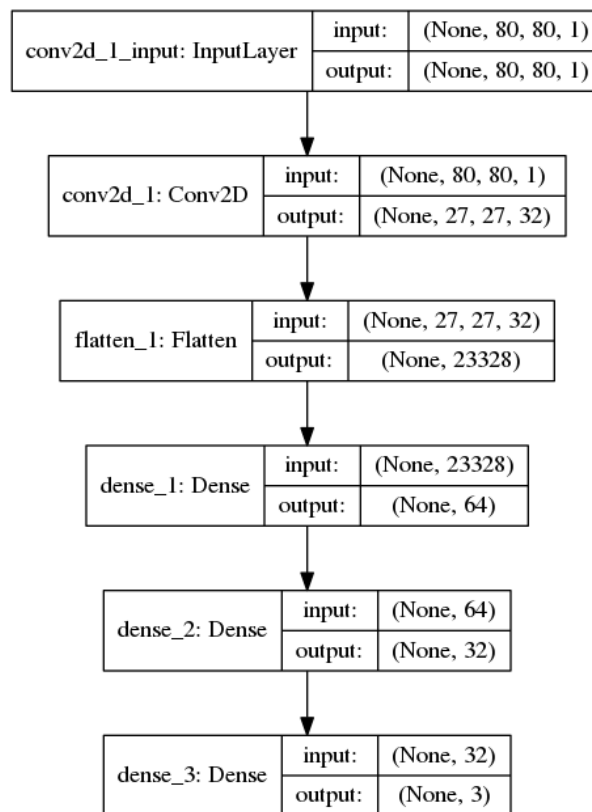 conv2d_1_input: InputLayer
input: (None, 80, 80, 1)
output: (None, 80, 80, 1)
conv2d_1: Conv2D
input: (None, 80, 80, 1)
output: (None, 27, 27, 32)
flatten_1: Flatten
input: (None, 27, 27, 32)
output: (None, 23328)
dense_1: Dense
input: (None, 23328)
output: (None, 64)
dense_2: Dense
input: (None, 64)
output: (None, 32)
dense_3: Dense
input: (None, 32)
output: (None, 3)